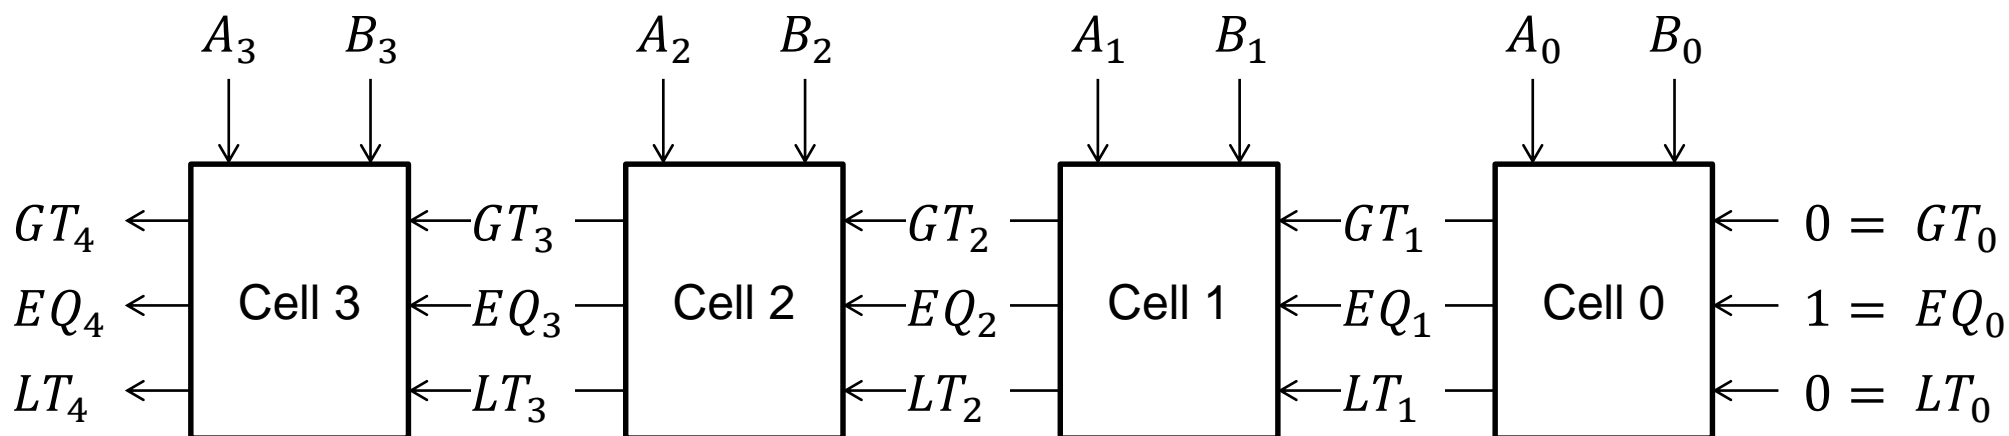 A₃ B₃ A₂ B₂ A₁ B₁ A₀ B₀
GT₄ GT₃ GT₂ GT₁ 0 = GT₀
EQ₄ Cell 3 EQ₃ Cell 2 EQ₂ Cell 1 EQ₁ Cell 0 1 = EQ₀
LT₄ LT₃ LT₂ LT₁ 0 = LT₀